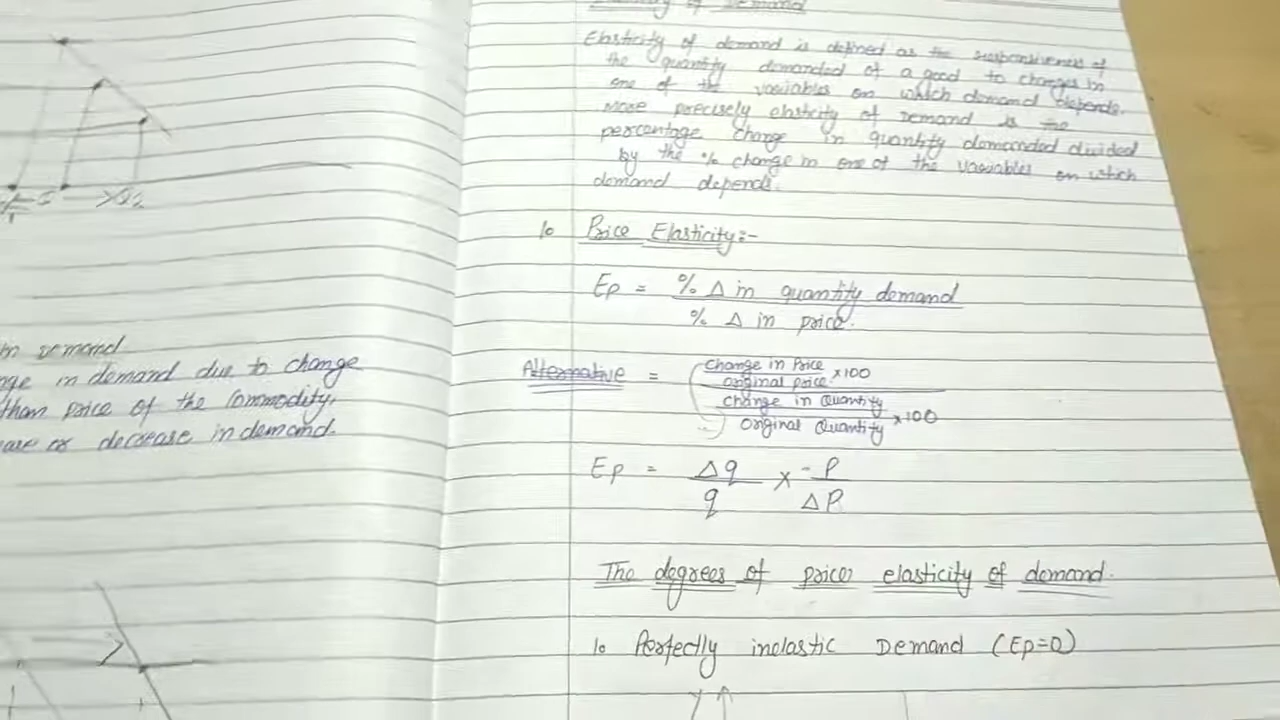 of Demand
Elasticity of demand is defined as the responsiveness of
the quantity demanded of a good to changes in
one of the variables on which demand depends.
More precisely elasticity of demand is the
percentage change in quantity demanded divided
by the % change in one of the variables on which
demand depends.
1. Price Elasticity:-
Ep = % Δ in quantity demand
% Δ in price.
Alternative = Change in Price ×100
original price
change in Quantity ×100
original Quantity
Ep = Δq × -P
q ΔP
The degrees of price elasticity of demand.
1. Perfectly inelastic Demand (Ep=0)
Y
in demand due to change
than price of the Commodity,
or decrease in demand.